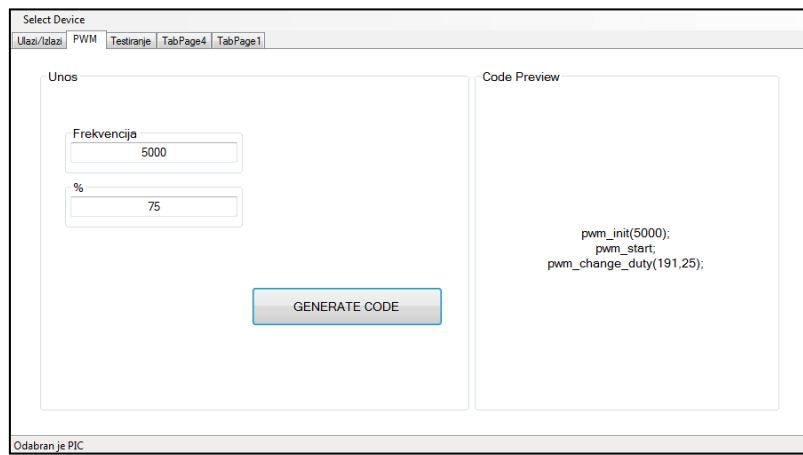 Select Device
Ulazi/Izlazi PWM Testiranje TabPage4 TabPage1
Unos
Frekvencija
5000
%
75
GENERATE CODE
Code Preview
pwm_init(5000);
pwm_start;
pwm_change_duty(191,25);
Odabran je PIC